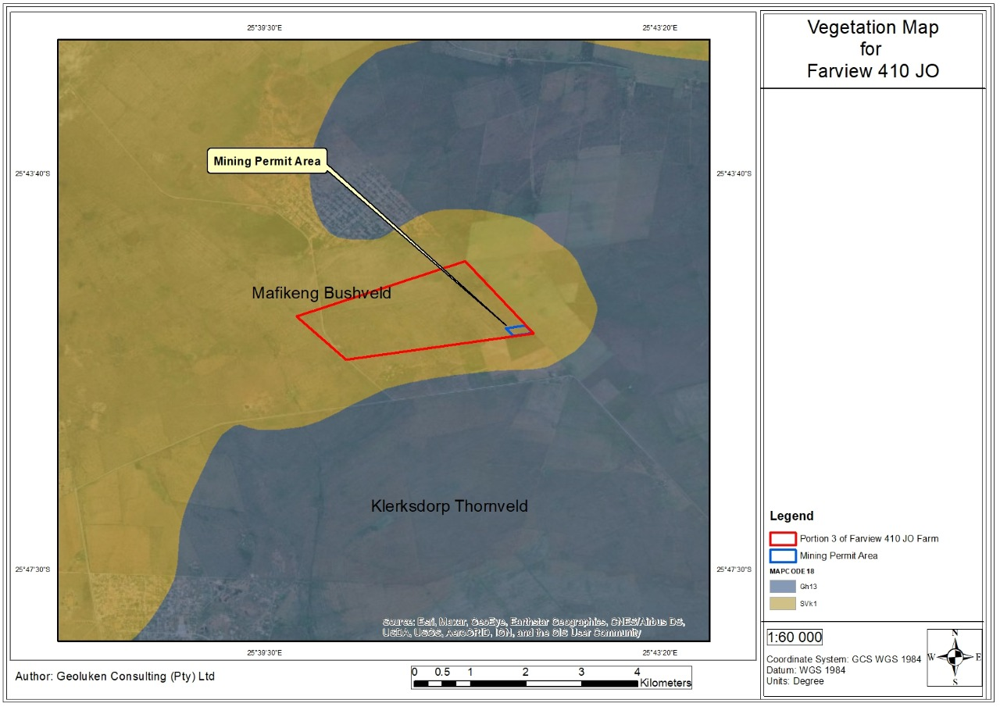 Vegetation Map
for
Farview 410 JO
25°39'30"E
25°43'20"E
25°43'40"S
25°43'40"S
Mining Permit Area
Mafikeng Bushveld
Klerksdorp Thornveld
25°47'30"S
25°47'30"S
Source: Esri, Maxar, GeoEye, Earthstar Geographics, CNES/Airbus DS,
USDA, USGS, AeroGRID, IGN, and the GIS User Community
25°39'30"E
25°43'20"E
Legend
Portion 3 of Farview 410 JO Farm
Mining Permit Area
MAPCODE18
Gh13
SVk1
1:60 000
Coordinate System: GCS WGS 1984
Datum: WGS 1984
Units: Degree
N
W
E
S
Author: Geoluken Consulting (Pty) Ltd
0 0.5 1 2 3 4
Kilometers